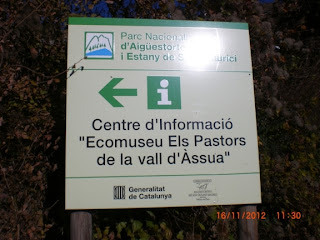 Parc Nacional
d'Aigüestort
i Estany de S
i
Centre d'Informació
"Ecomuseu Els Pastors
de la vall d'Àssua"
Generalitat
de Catalunya
16/11/2012 11:30